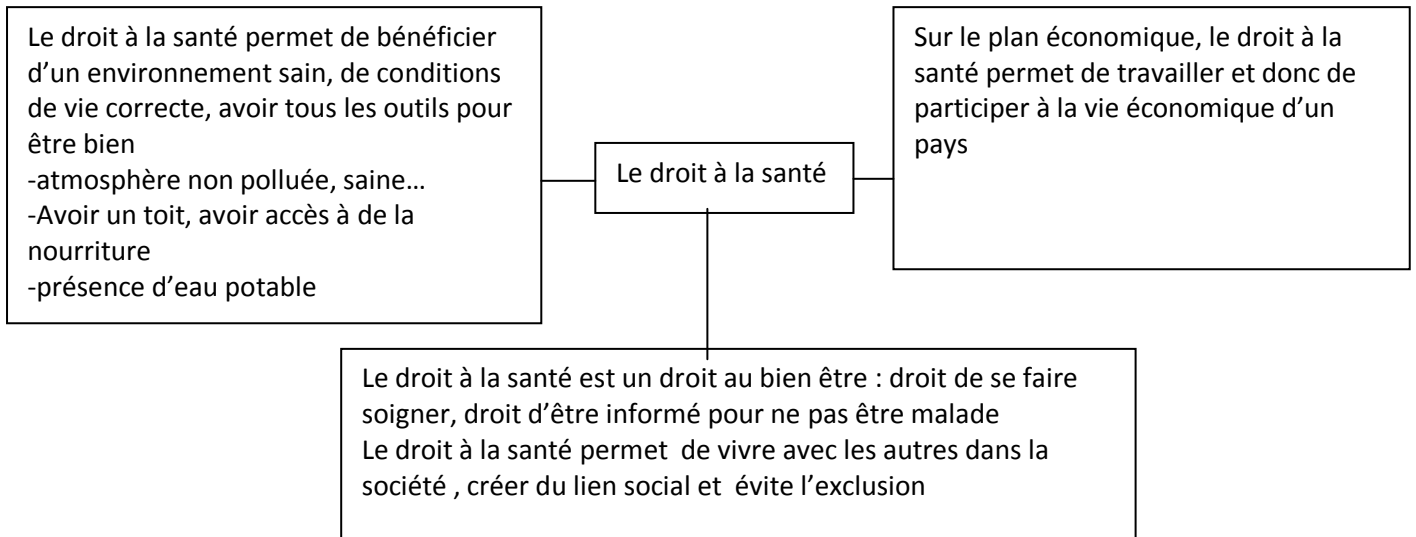 Le droit à la santé permet de bénéficier
d’un environnement sain, de conditions
de vie correcte, avoir tous les outils pour
être bien
-atmosphère non polluée, saine…
-Avoir un toit, avoir accès à de la
nourriture
-présence d’eau potable
Le droit à la santé
Sur le plan économique, le droit à la
santé permet de travailler et donc de
participer à la vie économique d’un
pays
Le droit à la santé est un droit au bien être : droit de se faire
soigner, droit d’être informé pour ne pas être malade
Le droit à la santé permet  de vivre avec les autres dans la
société , créer du lien social et  évite l’exclusion